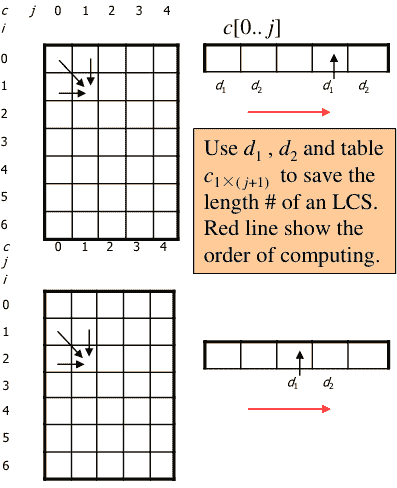 c j 0 1 2 3 4
i
c[0.. j]
0
1
2
3
4
5
6
d1 d2 d1 d2
Use d1 , d2 and table
c1×(j+1) to save the
length # of an LCS.
Red line show the
order of computing.
c 0 1 2 3 4
j
i
0
1
2
3
4
5
6
d1 d2